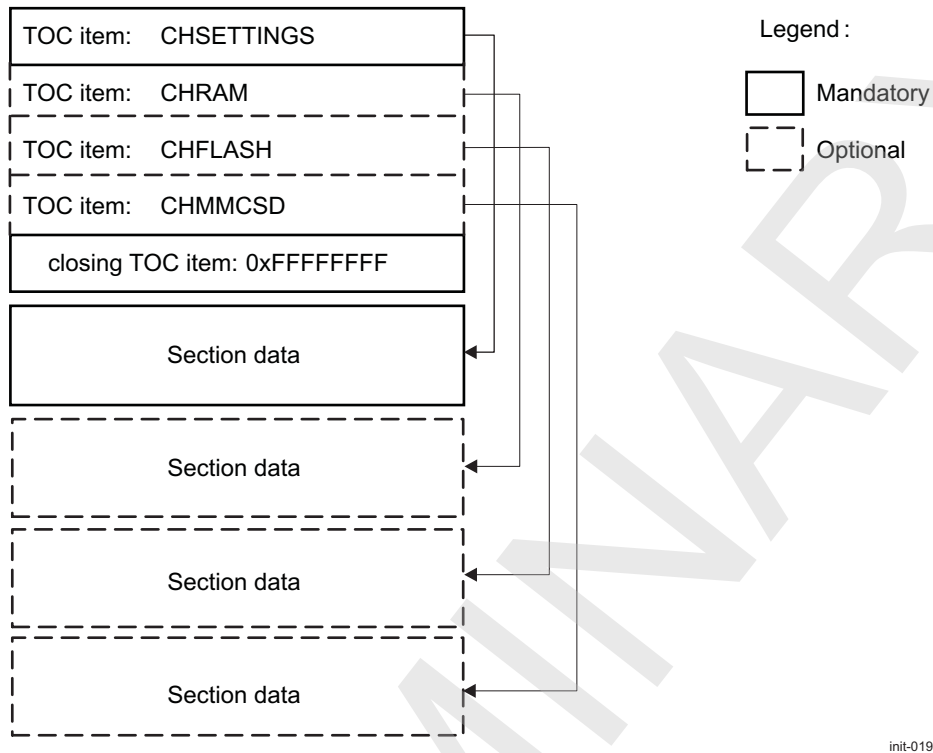 TOC item: CHSETTINGS
TOC item: CHRAM
TOC item: CHFLASH
TOC item: CHMMCSD
closing TOC item: 0xFFFFFFFF
Section data
Section data
Section data
Section data
Legend :
Mandatory
Optional
MINAR
init-019